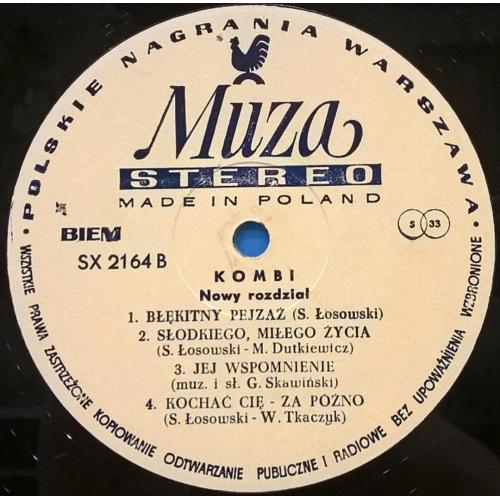 • POLSKIE NAGRANIA WARSZAWA •
Muza
STEREO
MADE IN POLAND
BIEM
S 33
SX 2164 B
KOMBI
Nowy rozdział
1. BŁĘKITNY PEJZAŻ (S. Łosowski)
2. SŁODKIEGO, MIŁEGO ŻYCIA
(S. Łosowski - M. Dutkiewicz)
3. JEJ WSPOMNIENIE
(muz. i sł. G. Skawiński)
4. KOCHAĆ CIĘ - ZA PÓŹNO
(S. Łosowski - W. Tkaczyk)
WSZYSTKIE PRAWA ZASTRZEŻONE KOPIOWANIE ODTWARZANIE PUBLICZNE I RADIOWE BEZ UPOWAŻNIENIA WZBRONIONE